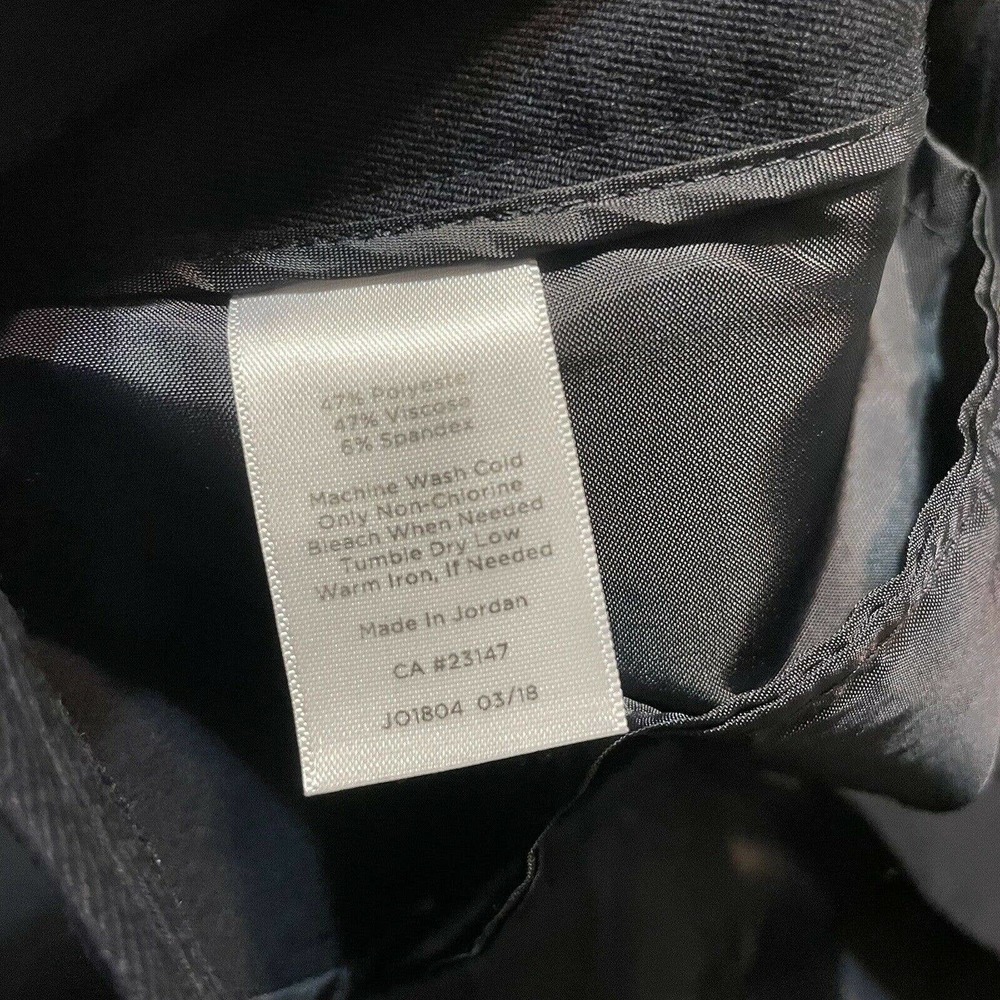 47% Polyeste
47% Viscose
6% Spandex
Machine Wash Cold
Only Non-Chlorine
Bleach When Needed
Tumble Dry Low
Warm Iron, If Needed
Made In Jordan
CA #23147
JO1804 03/18